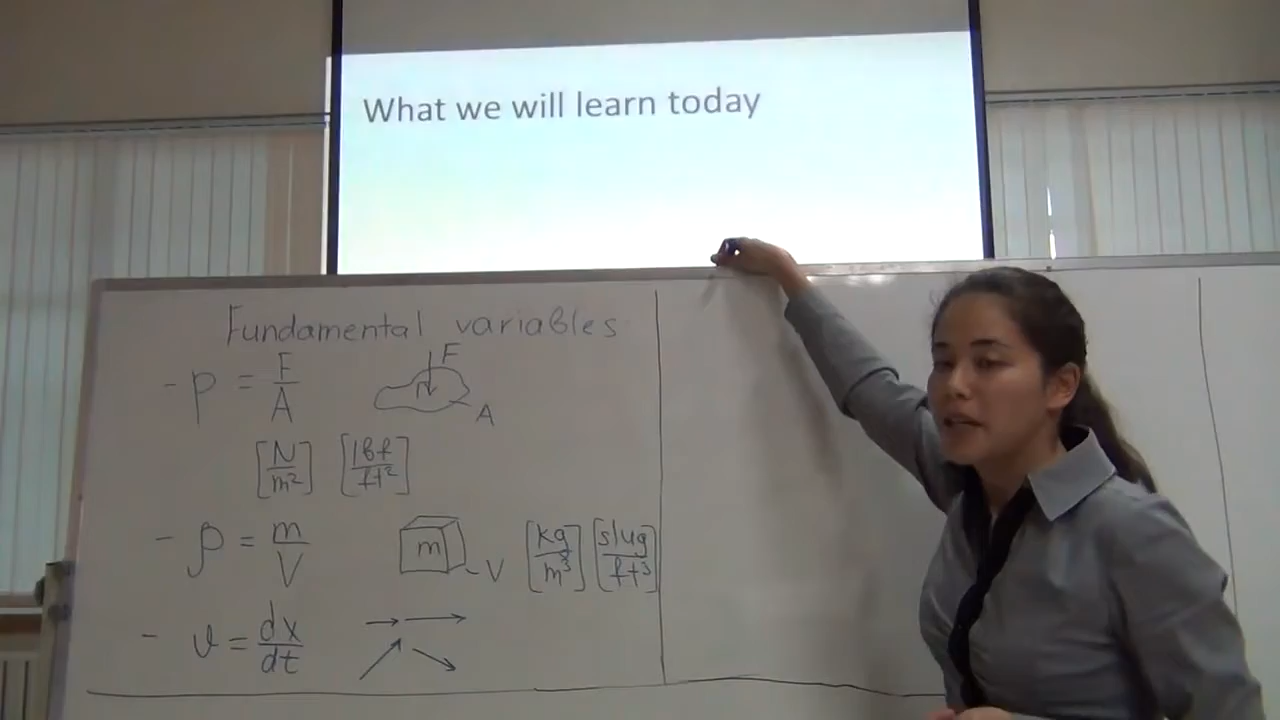 What we will learn today
Fundamental variables
- p = F/A
F
A
[N/m²] [lbf/ft²]
- ρ = m/V
m
V
[kg/m³] [slug/ft³]
- v = dx/dt